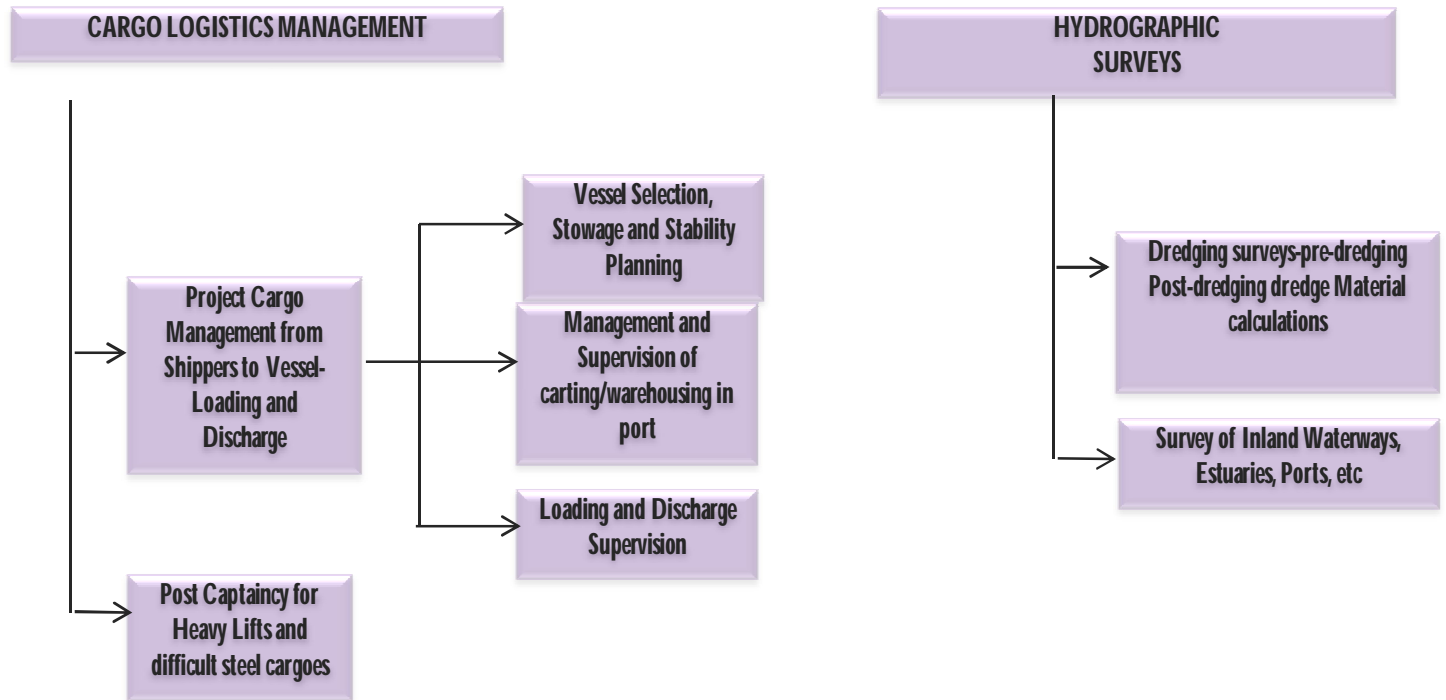 CARGO LOGISTICS MANAGEMENT
Project Cargo
Management from
Shippers to Vessel-
Loading and
Discharge
Vessel Selection,
Stowage and Stability
Planning
Management and
Supervision of
carting/warehousing in
port
Loading and Discharge
Supervision
Post Captaincy for
Heavy Lifts and
difficult steel cargoes
HYDROGRAPHIC
SURVEYS
Dredging surveys-pre-dredging
Post-dredging dredge Material
calculations
Survey of Inland Waterways,
Estuaries, Ports, etc